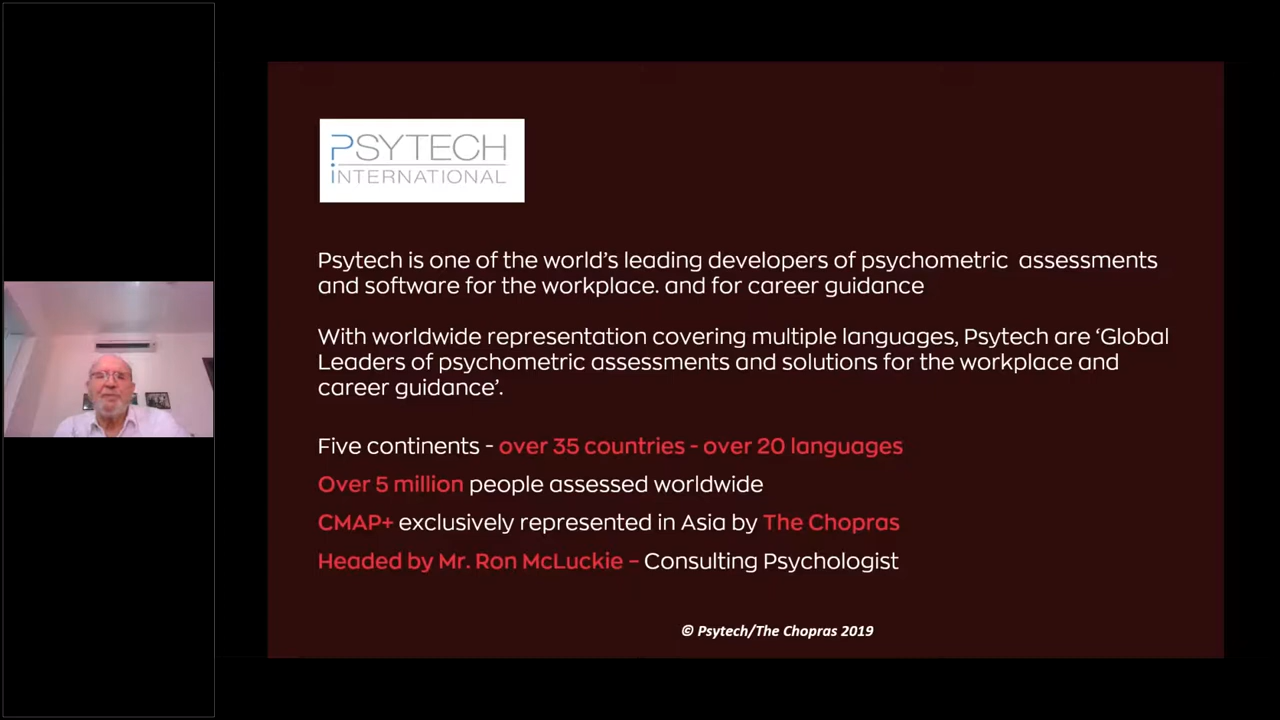 PSYTECH
iNTERNATIONAL
Psytech is one of the world's leading developers of psychometric  assessments
and software for the workplace. and for career guidance
With worldwide representation covering multiple languages, Psytech are ‘Global
Leaders of psychometric assessments and solutions for the workplace and
career guidance’.
Five continents - over 35 countries - over 20 languages
Over 5 million people assessed worldwide
CMAP+ exclusively represented in Asia by The Chopras
Headed by Mr. Ron McLuckie – Consulting Psychologist
© Psytech/The Chopras 2019